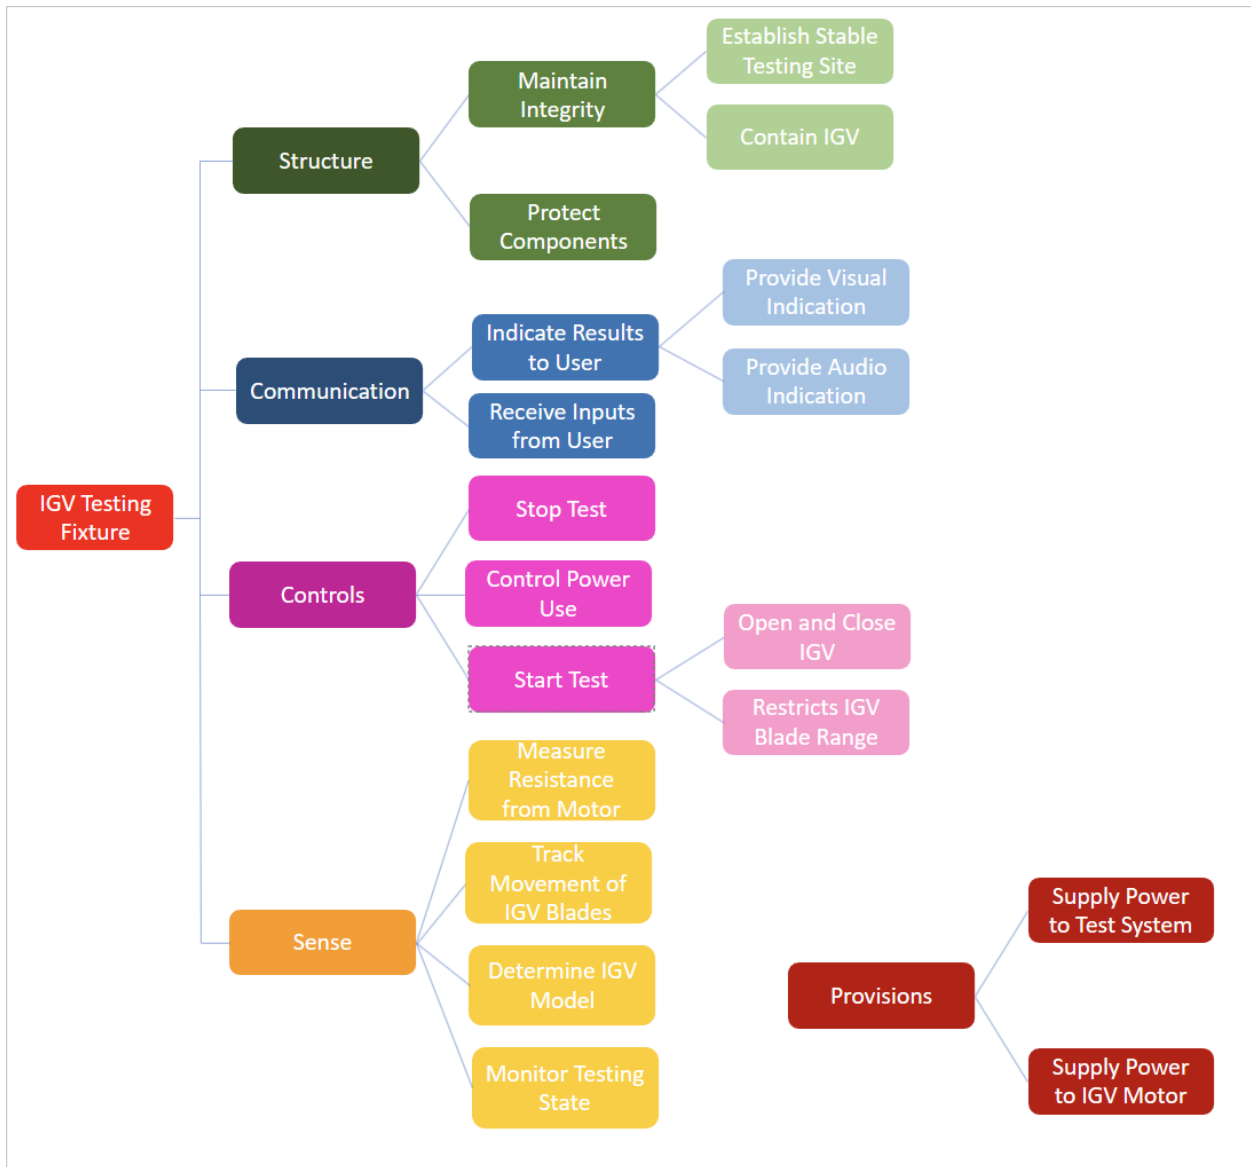 IGV Testing
Fixture
Structure
Maintain
Integrity
Establish Stable
Testing Site
Contain IGV
Protect
Components
Communication
Indicate Results
to User
Provide Visual
Indication
Provide Audio
Indication
Receive Inputs
from User
Controls
Stop Test
Control Power
Use
Start Test
Open and Close
IGV
Restricts IGV
Blade Range
Sense
Measure
Resistance
from Motor
Track
Movement of
IGV Blades
Determine IGV
Model
Monitor Testing
State
Provisions
Supply Power
to Test System
Supply Power
to IGV Motor